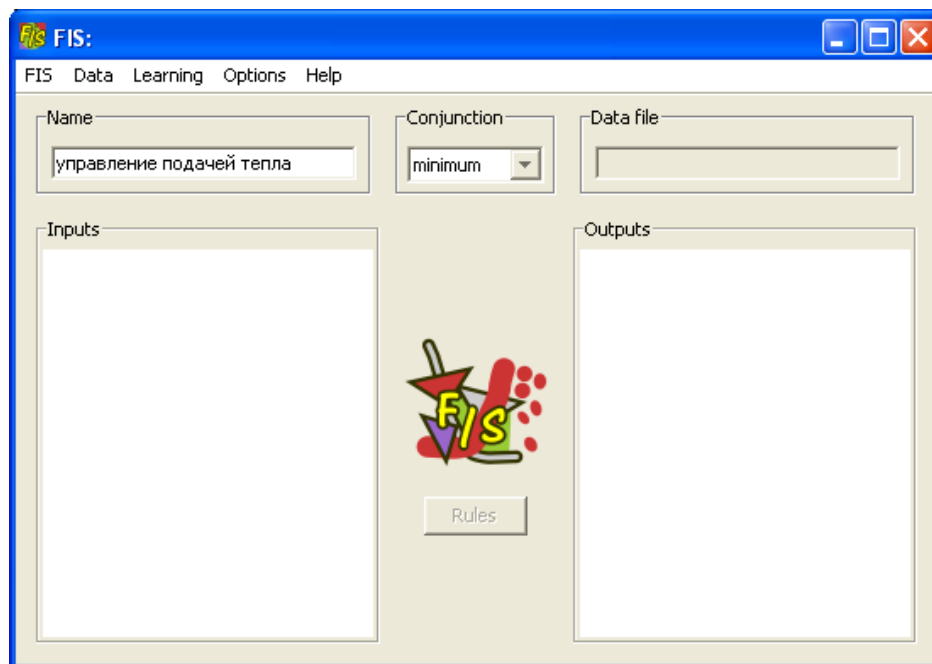 FIS:
FIS Data Learning Options Help
Name Conjunction Data file
управление подачей тепла minimum
Inputs Outputs
FIS
Rules